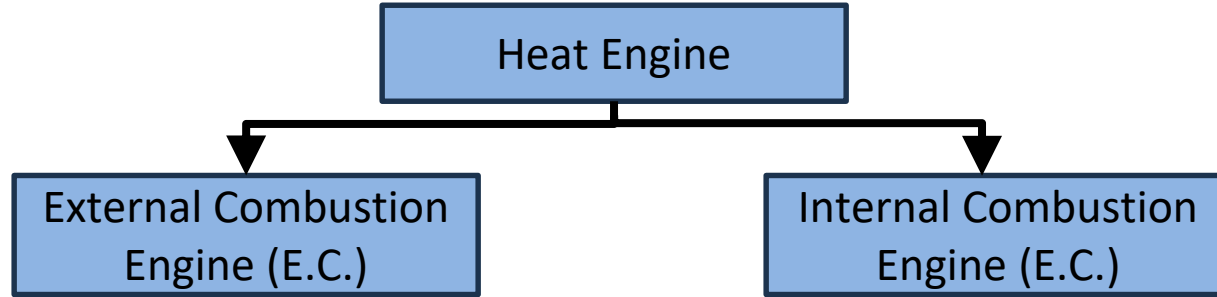 Heat Engine
External Combustion
Engine (E.C.)
Internal Combustion
Engine (E.C.)